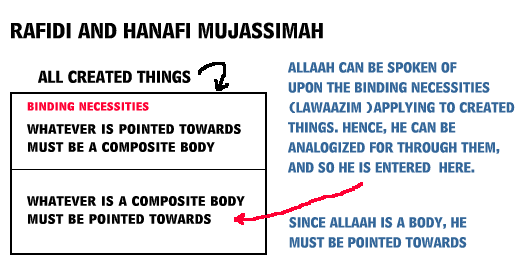 RAFIDI AND HANAFI MUJASSIMAH
ALL CREATED THINGS
BINDING NECESSITIES
WHATEVER IS POINTED TOWARDS
MUST BE A COMPOSITE BODY
WHATEVER IS A COMPOSITE BODY
MUST BE POINTED TOWARDS
ALLAAH CAN BE SPOKEN OF
UPON THE BINDING NECESSITIES
(LAWAAZIM )APPLYING TO CREATED
THINGS. HENCE, HE CAN BE
ANALOGIZED FOR THROUGH THEM,
AND SO HE IS ENTERED HERE.
SINCE ALLAAH IS A BODY, HE
MUST BE POINTED TOWARDS